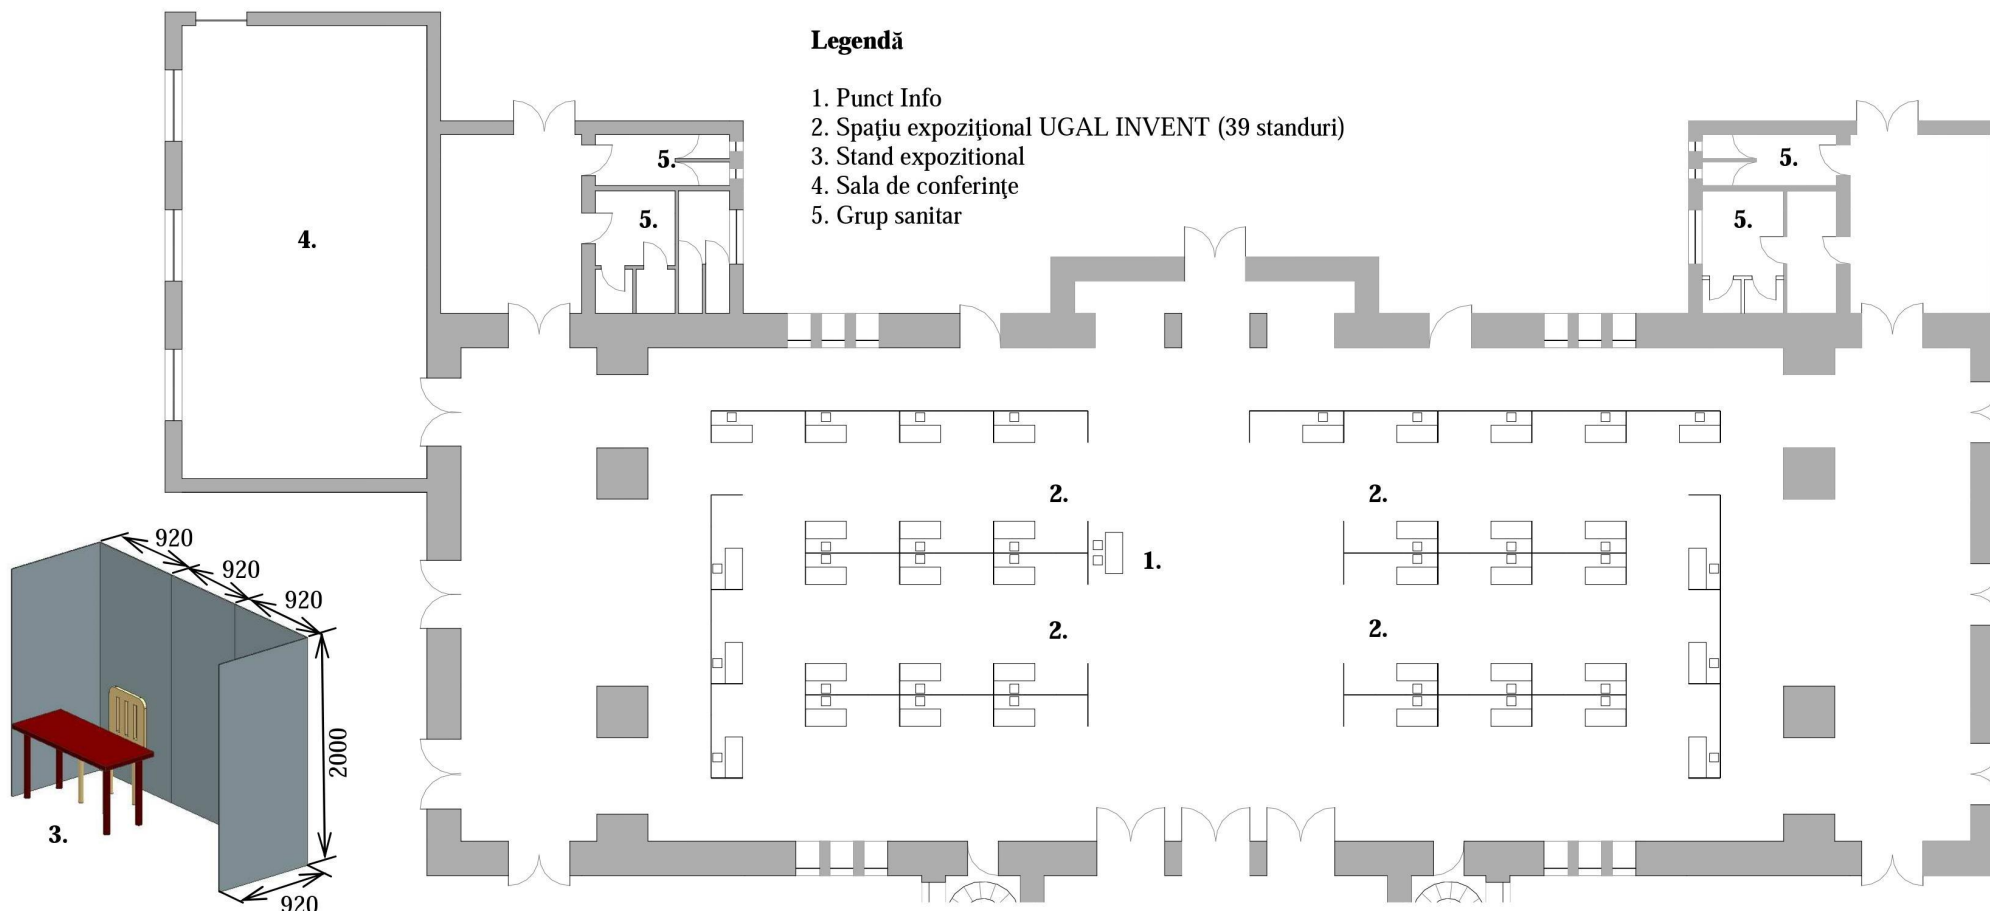 Legendă
1. Punct Info
2. Spaţiu expoziţional UGAL INVENT (39 standuri)
3. Stand expozitional
4. Sala de conferinţe
5. Grup sanitar
5.
5.
5.
5.
4.
2.
2.
1.
2.
2.
920
920
920
2000
3.
920